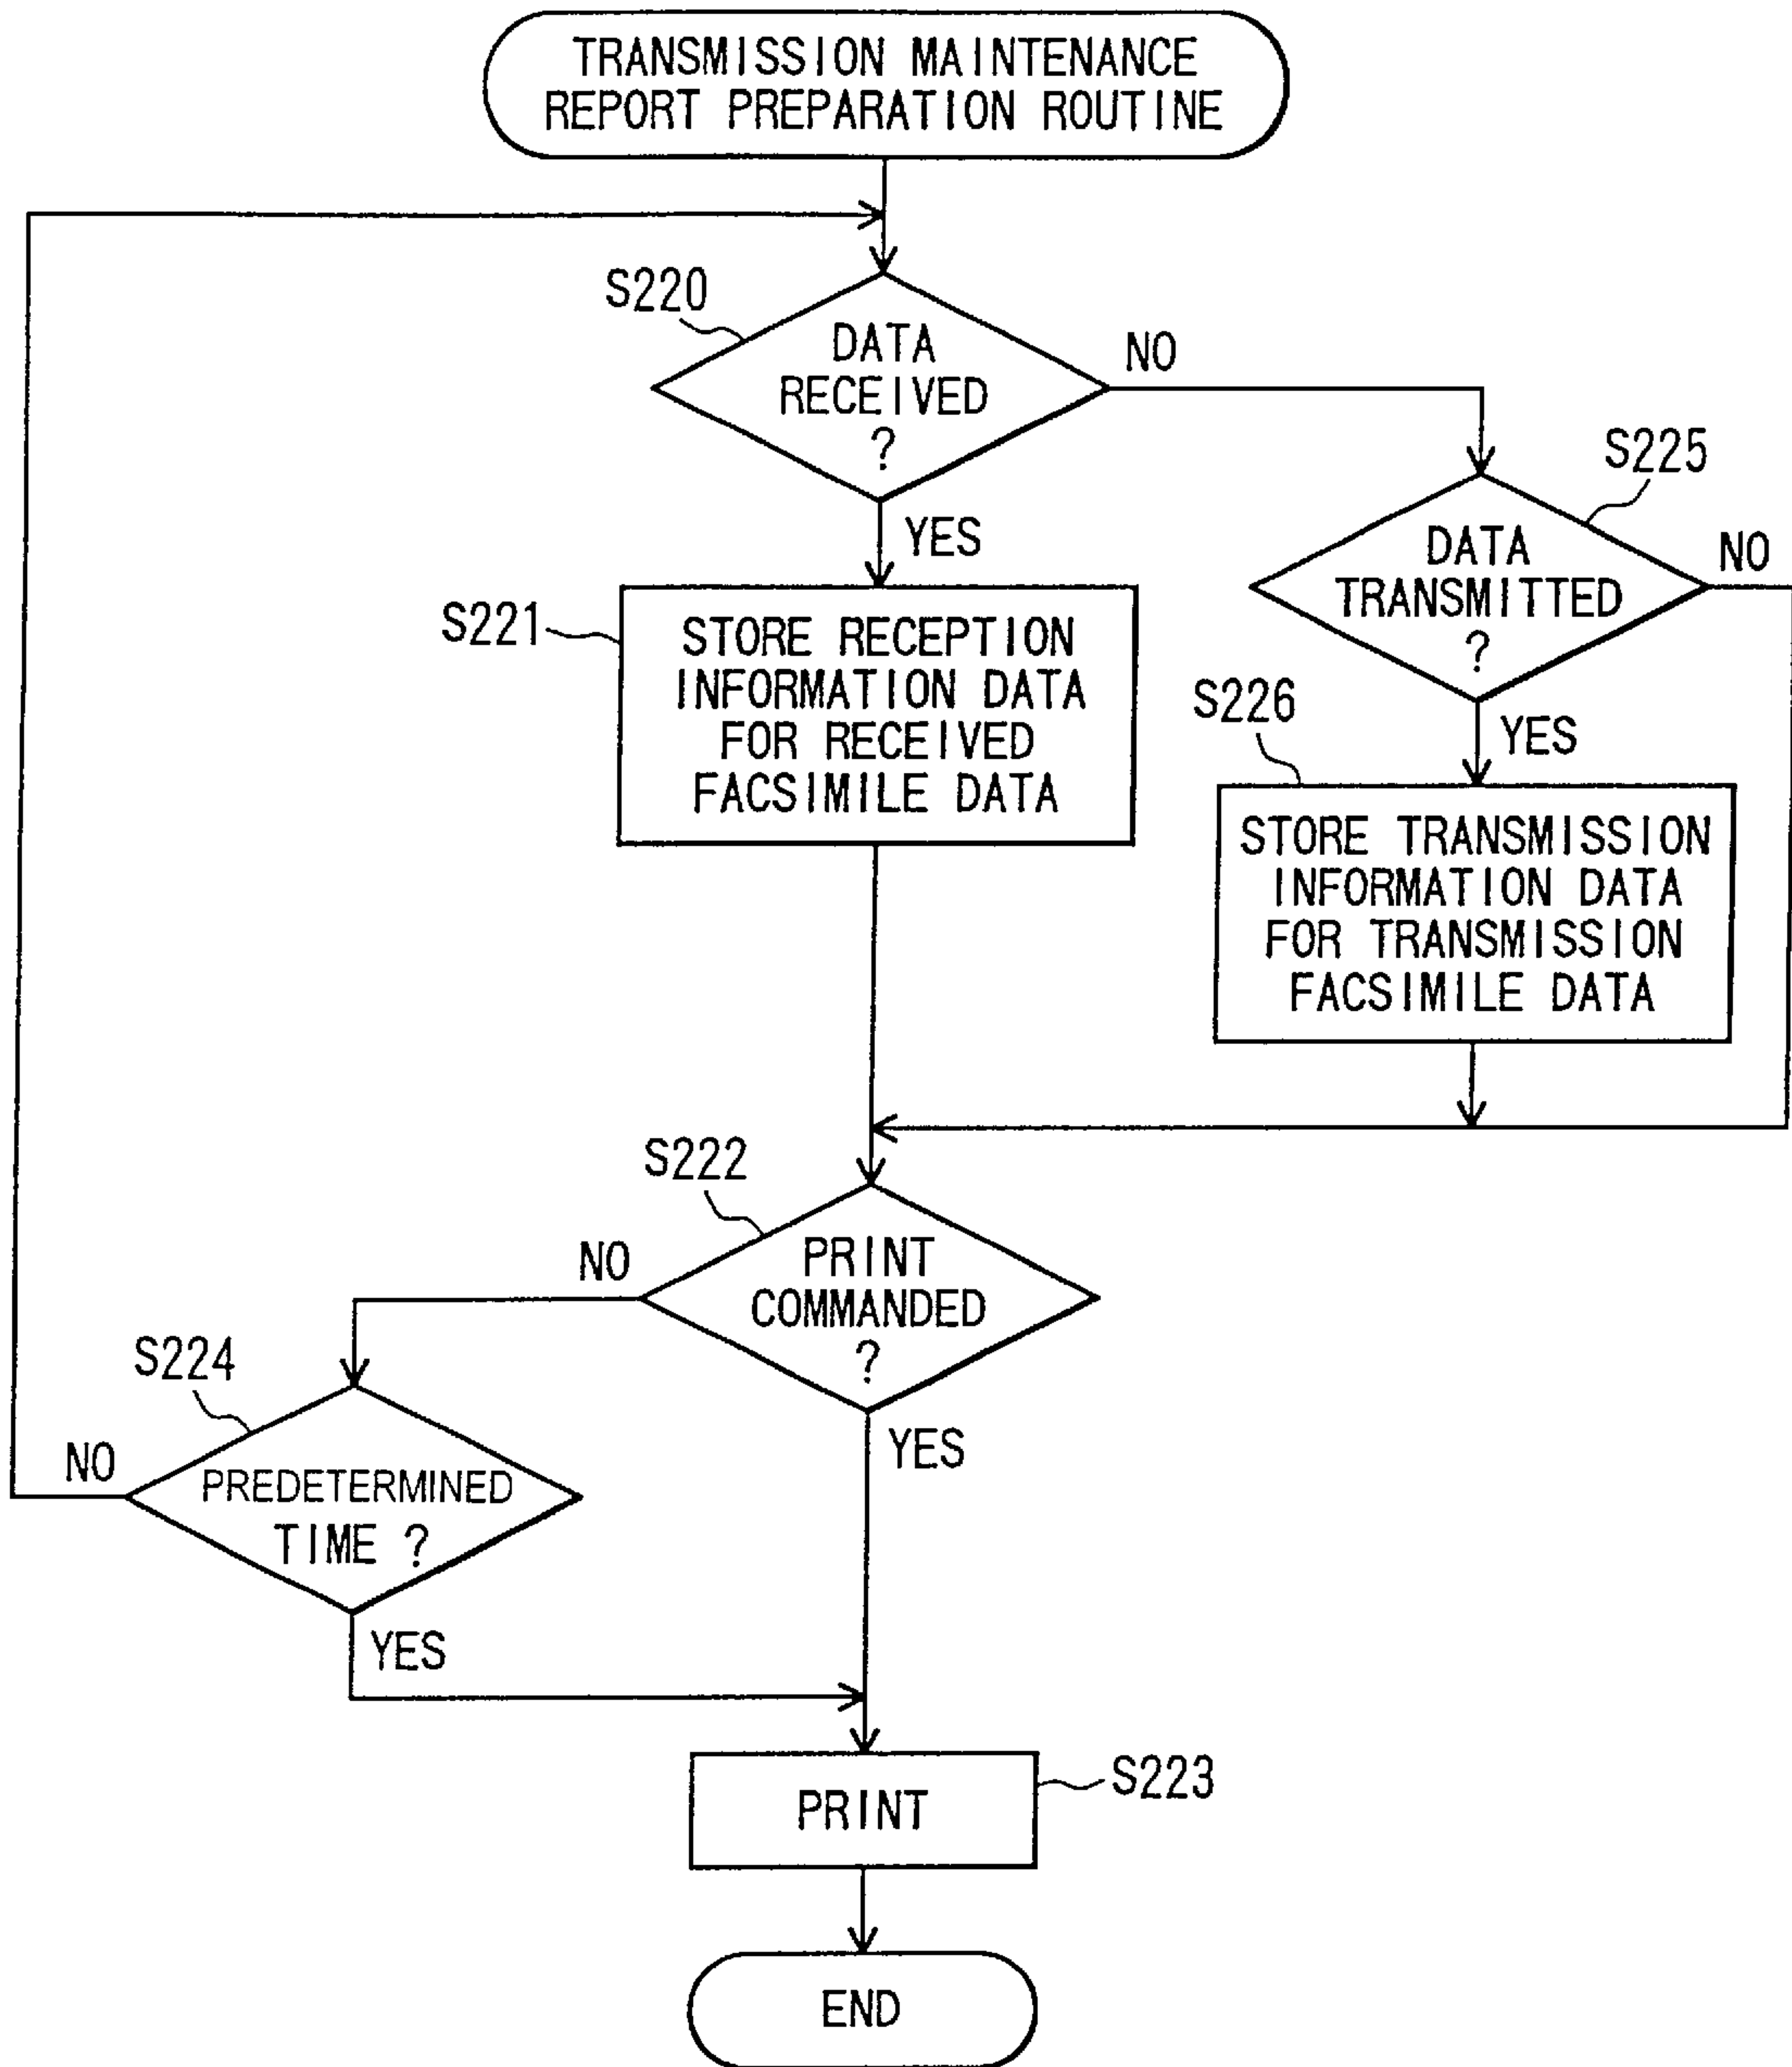 TRANSMISSION MAINTENANCE
REPORT PREPARATION ROUTINE
S220
DATA
RECEIVED
?
NO
YES
S225
DATA
TRANSMITTED
?
NO
YES
S221
STORE RECEPTION
INFORMATION DATA
FOR RECEIVED
FACSIMILE DATA
S226
STORE TRANSMISSION
INFORMATION DATA
FOR TRANSMISSION
FACSIMILE DATA
S222
PRINT
COMMANDED
?
NO
YES
S224
PREDETERMINED
TIME ?
NO
YES
PRINT
S223
END